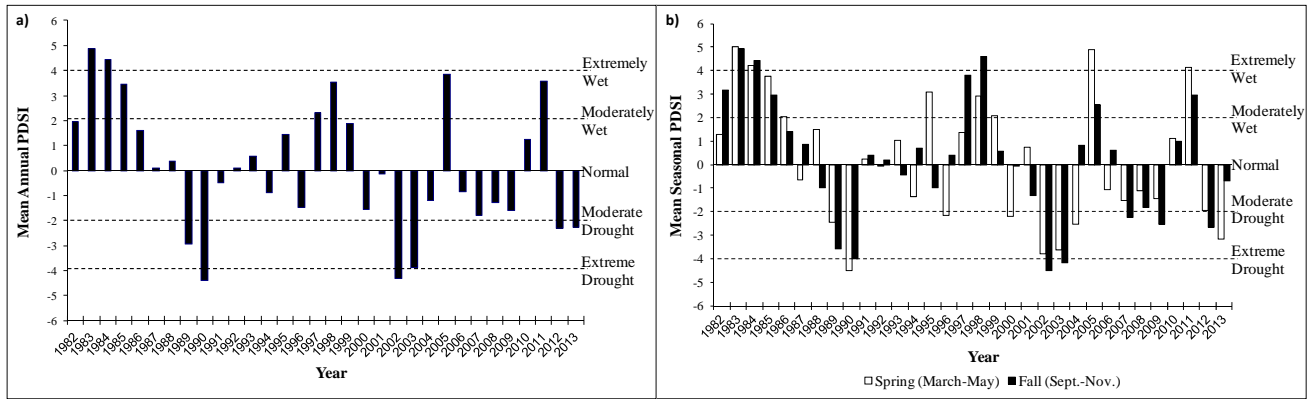 a)
6
5
4
3
2
1
0
-1
-2
-3
-4
-5
-6
Mean Annual PDSI
Extremely
Wet
Moderately
Wet
Normal
Moderate
Drought
Extreme
Drought
1982 1983 1984 1985 1986 1987 1988 1989 1990 1991 1992 1993 1994 1995 1996 1997 1998 1999 2000 2001 2002 2003 2004 2005 2006 2007 2008 2009 2010 2011 2012 2013
Year
b)
6
5
4
3
2
1
0
-1
-2
-3
-4
-5
-6
Mean Seasonal PDSI
Extremely
Wet
Moderately
Wet
Normal
Moderate
Drought
Extreme
Drought
1982 1983 1984 1985 1986 1987 1988 1989 1990 1991 1992 1993 1994 1995 1996 1997 1998 1999 2000 2001 2002 2003 2004 2005 2006 2007 2008 2009 2010 2011 2012 2013
Year
Spring (March-May) Fall (Sept.-Nov.)